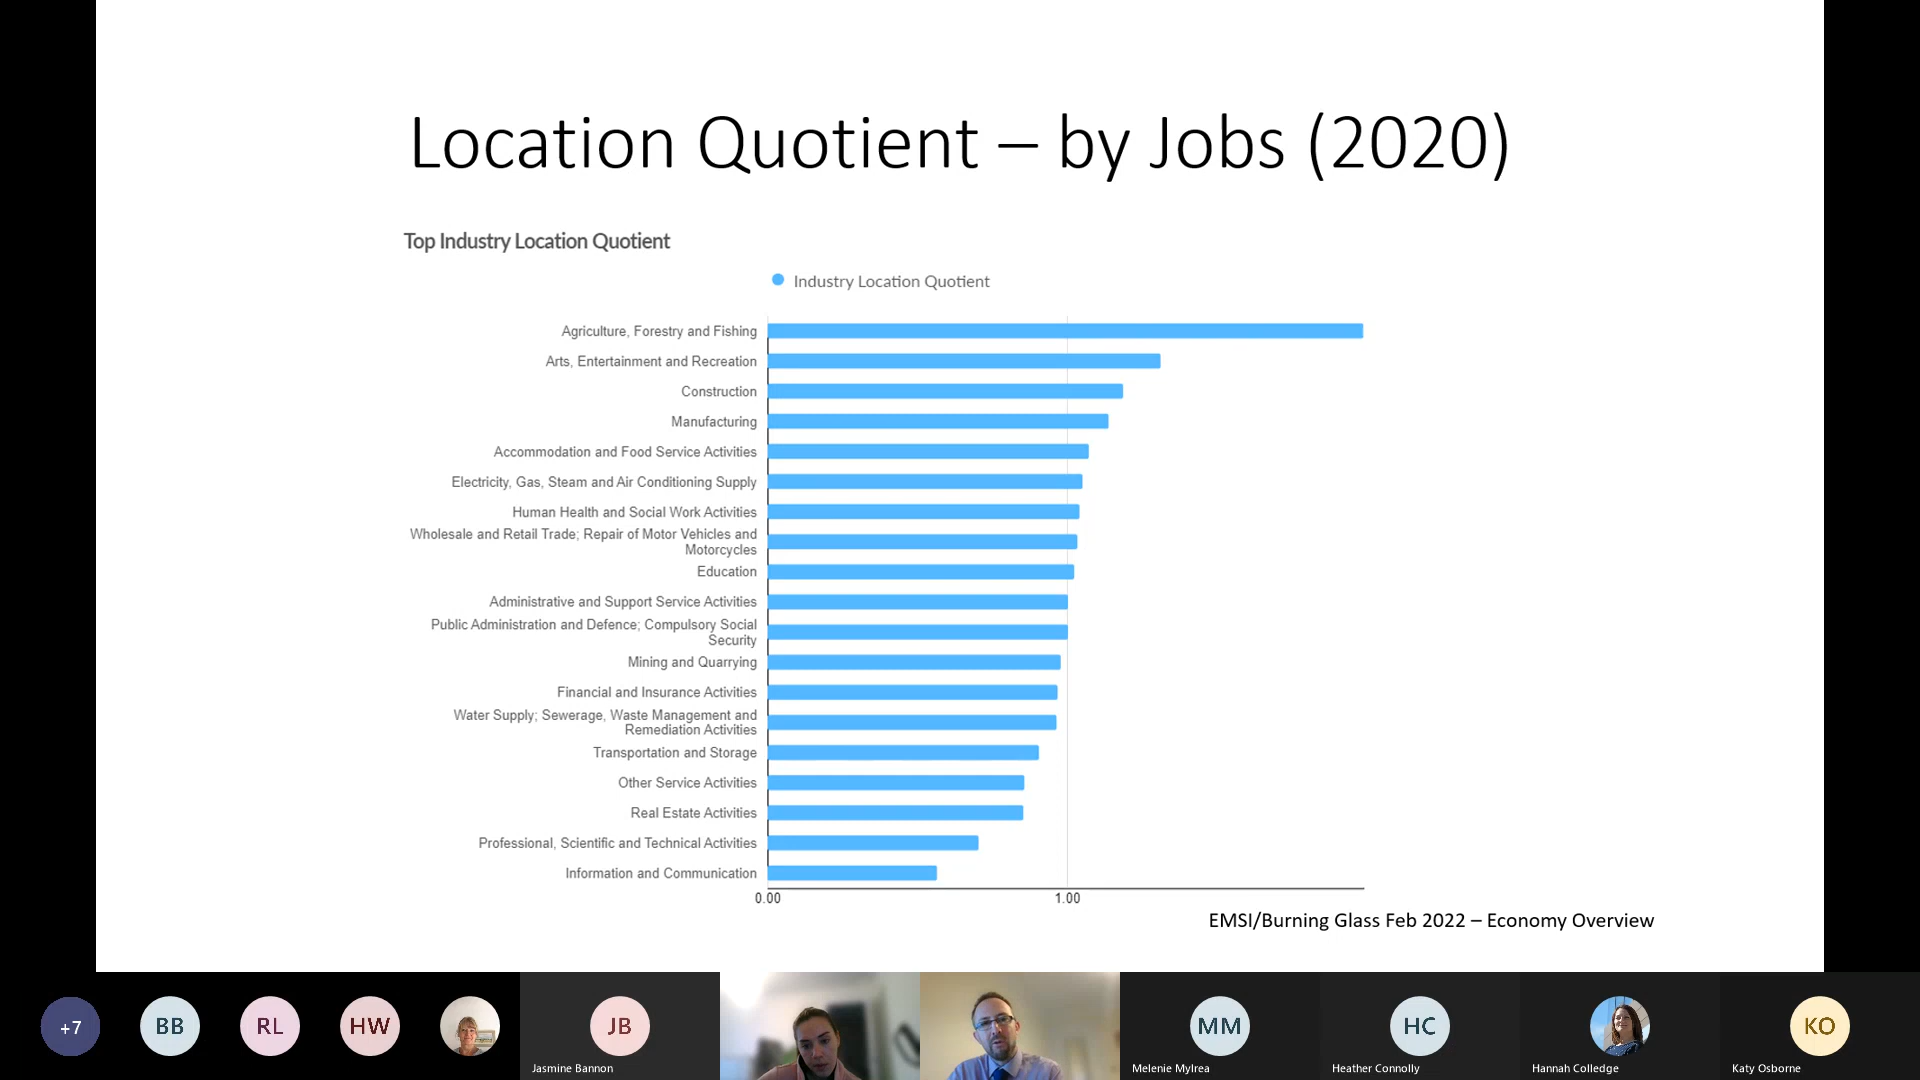 Location Quotient – by Jobs (2020)
Top Industry Location Quotient
Industry Location Quotient
Agriculture, Forestry and Fishing
Arts, Entertainment and Recreation
Construction
Manufacturing
Accommodation and Food Service Activities
Electricity, Gas, Steam and Air Conditioning Supply
Human Health and Social Work Activities
Wholesale and Retail Trade; Repair of Motor Vehicles and
Motorcycles
Education
Administrative and Support Service Activities
Public Administration and Defence; Compulsory Social
Security
Mining and Quarrying
Financial and Insurance Activities
Water Supply; Sewerage, Waste Management and
Remediation Activities
Transportation and Storage
Other Service Activities
Real Estate Activities
Professional, Scientific and Technical Activities
Information and Communication
0.00 1.00
EMSI/Burning Glass Feb 2022 – Economy Overview
+7 BB RL HW JB MM HC KO
Jasmine Bannon Melenie Mylrea Heather Connolly Hannah Colledge Katy Osborne